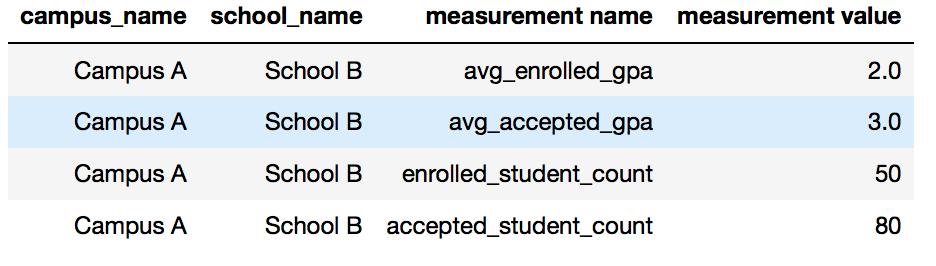 campus_name school_name measurement name measurement value
Campus A School B avg_enrolled_gpa 2.0
Campus A School B avg_accepted_gpa 3.0
Campus A School B enrolled_student_count 50
Campus A School B accepted_student_count 80